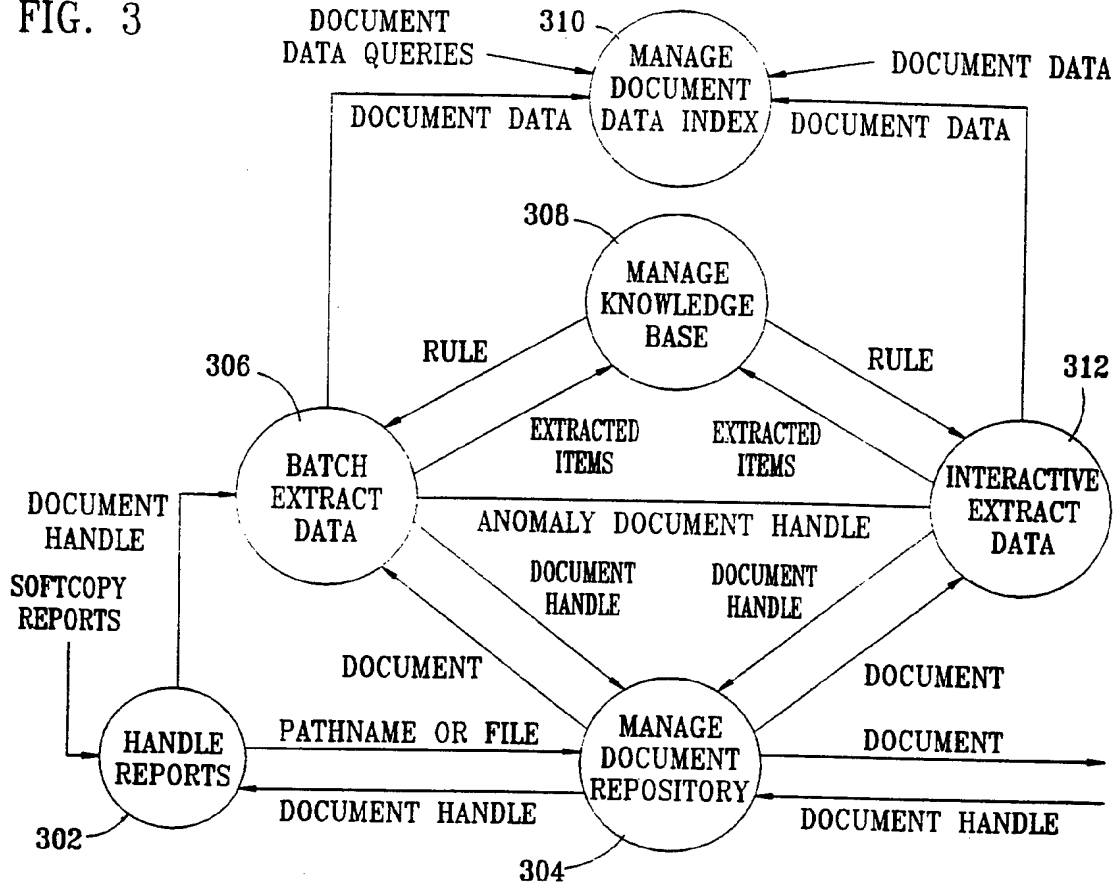 FIG. 3
DOCUMENT
DATA QUERIES
310
MANAGE
DOCUMENT
DATA INDEX
DOCUMENT DATA
DOCUMENT DATA
DOCUMENT DATA
308
MANAGE
KNOWLEDGE
BASE
RULE
RULE
306
312
EXTRACTED
ITEMS
EXTRACTED
ITEMS
BATCH
EXTRACT
DATA
INTERACTIVE
EXTRACT
DATA
DOCUMENT
HANDLE
ANOMALY DOCUMENT HANDLE
SOFTCOPY
REPORTS
DOCUMENT
HANDLE
DOCUMENT
HANDLE
DOCUMENT
DOCUMENT
HANDLE
REPORTS
PATHNAME OR FILE
MANAGE
DOCUMENT
REPOSITORY
DOCUMENT
DOCUMENT HANDLE
DOCUMENT HANDLE
302
304